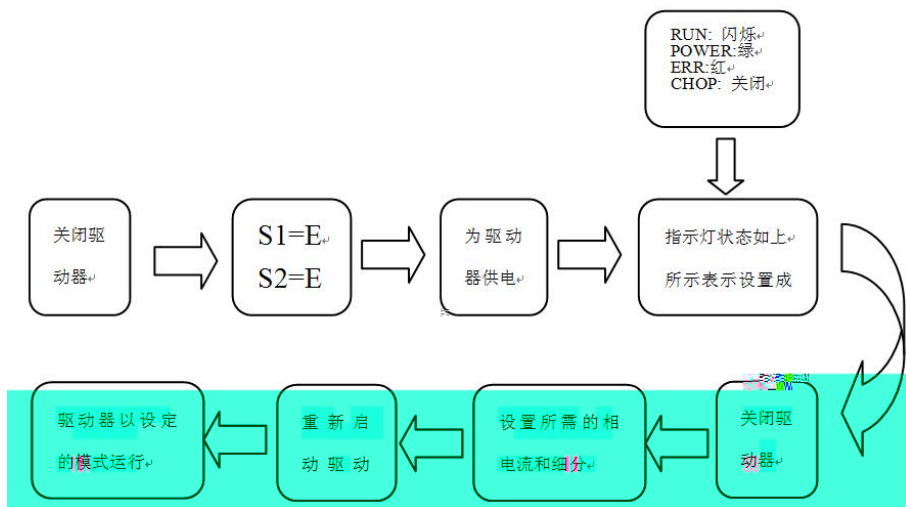 RUN: 闪烁
POWER:绿
ERR:红
CHOP: 关闭
关闭驱
动器
S1=E
S2=E
为驱动
器供电
指示灯状态如上
所示表示设置成
关闭驱
动器
设置所需的相
电流和细分
重新启
动驱动
驱动器以设定
的模式运行